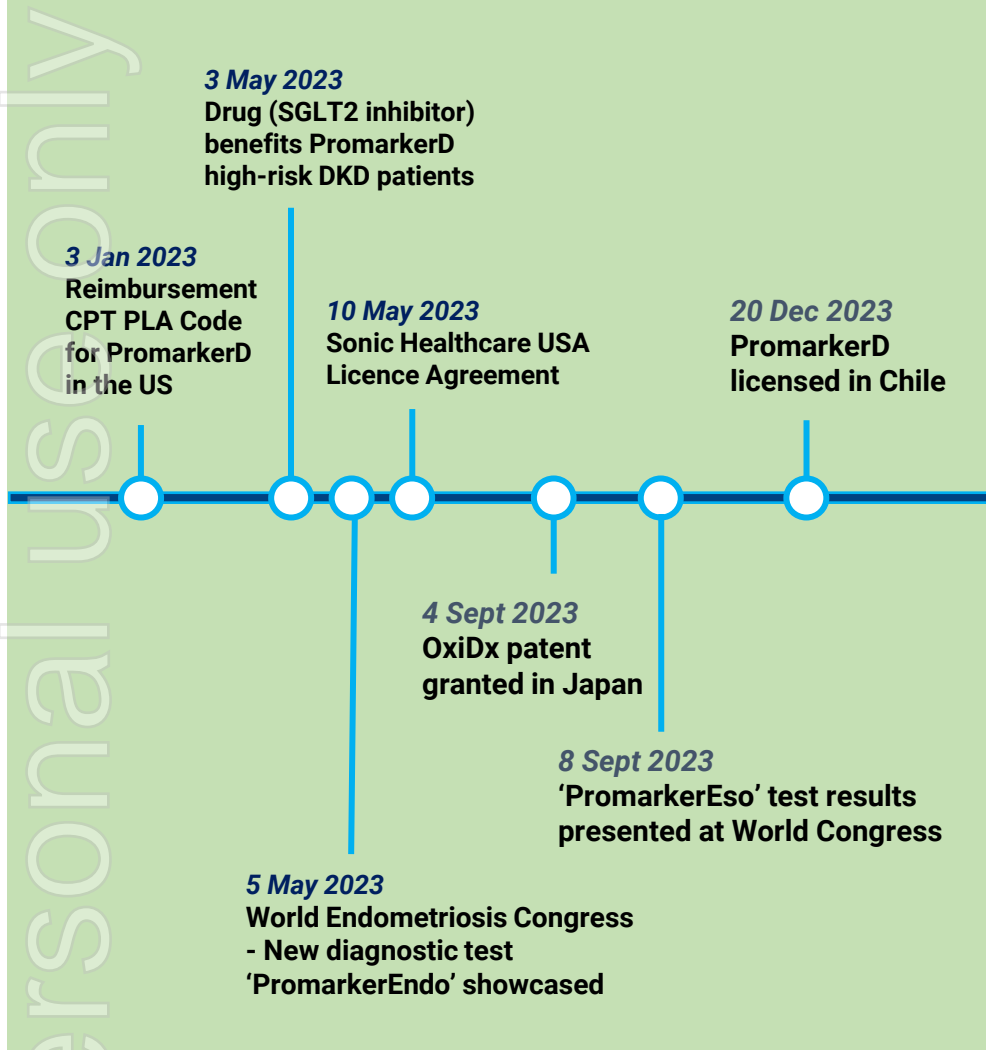 3 May 2023
Drug (SGLT2 inhibitor)
benefits PromarkerD
high-risk DKD patients
3 Jan 2023
Reimbursement
CPT PLA Code
for PromarkerD
in the US
10 May 2023
Sonic Healthcare USA
Licence Agreement
20 Dec 2023
PromarkerD
licensed in Chile
4 Sept 2023
OxiDx patent
granted in Japan
8 Sept 2023
‘PromarkerEso’ test results
presented at World Congress
5 May 2023
World Endometriosis Congress
- New diagnostic test
‘PromarkerEndo’ showcased
ersonal use only